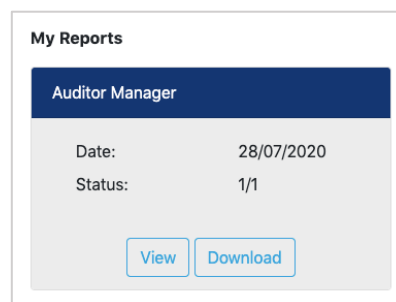 My Reports
Auditor Manager
Date: 28/07/2020
Status: 1/1
View Download